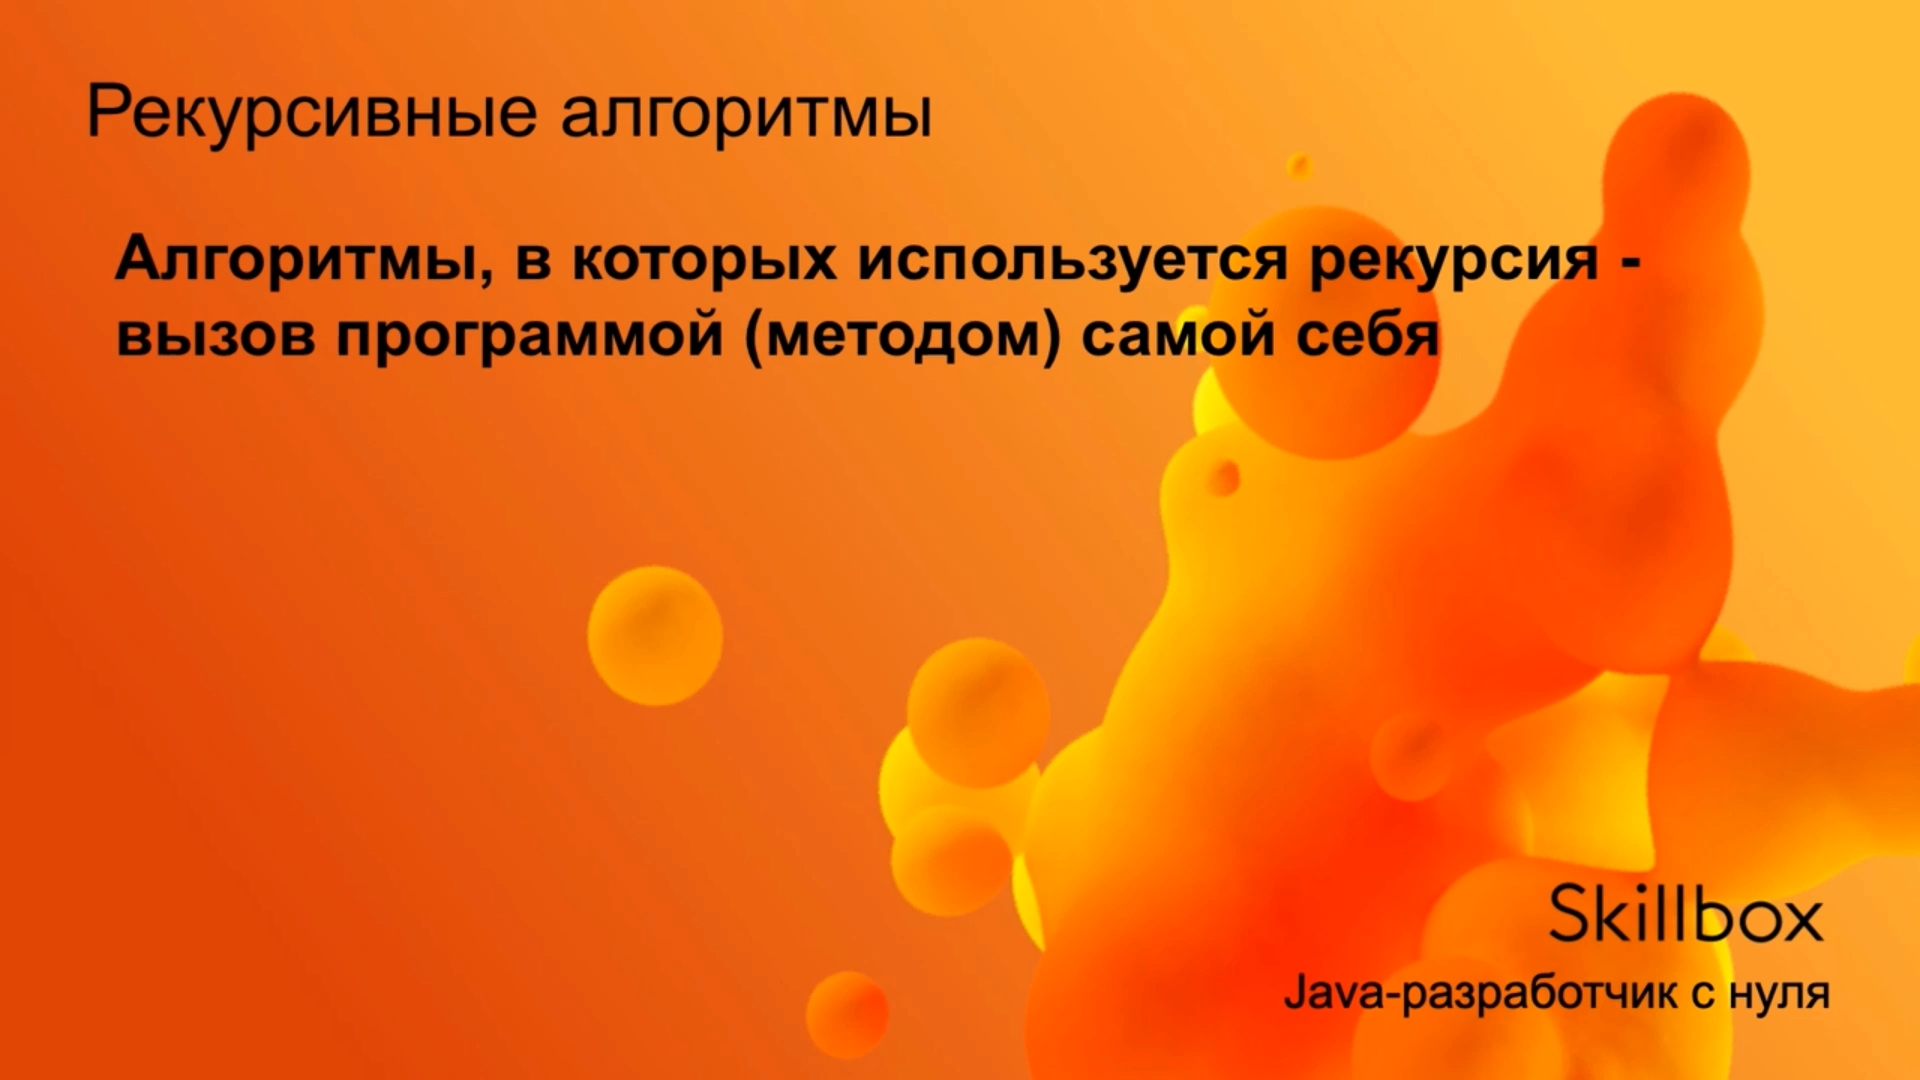 Рекурсивные алгоритмы
Алгоритмы, в которых используется рекурсия -
вызов программой (методом) самой себя
Skillbox
Java-разработчик с нуля